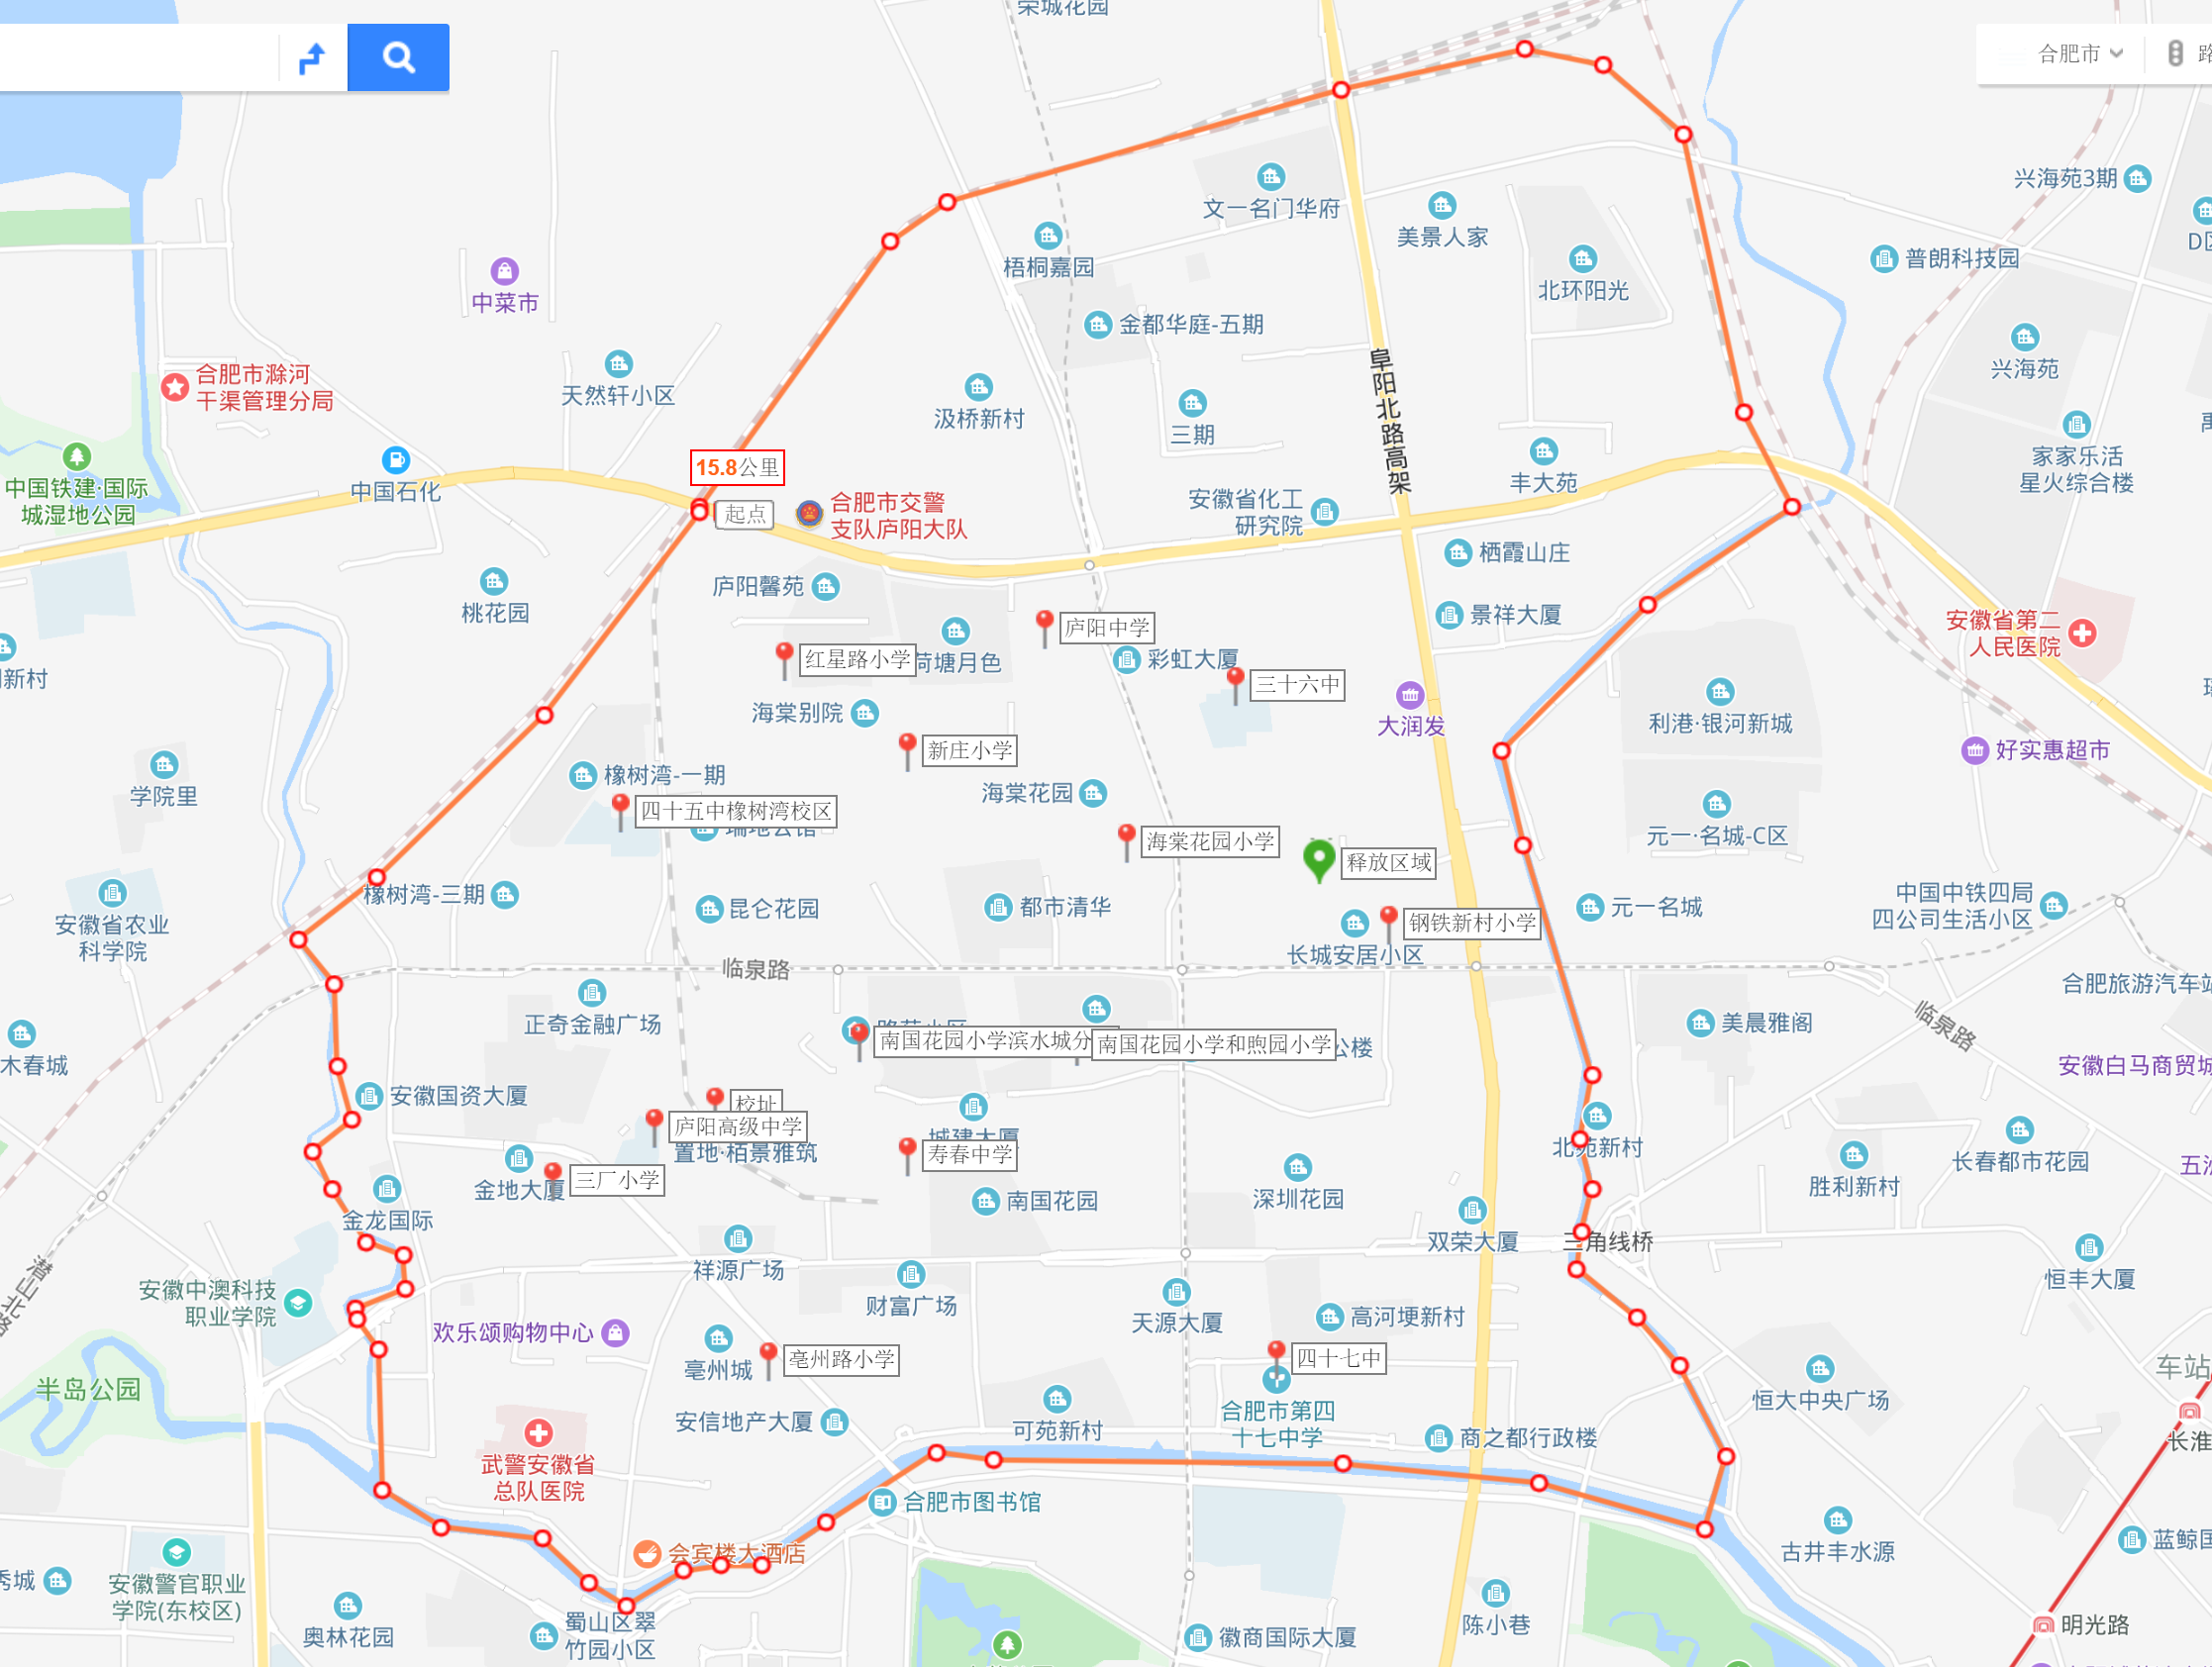 荣城花园
合肥市
路
兴海苑3期
文一名门华府
美景人家
D区
梧桐嘉园
普朗科技园
中菜市
北环阳光
金都华庭-五期
兴海苑
合肥市滁河
干渠管理分局
天然轩小区
汲桥新村
三期
阜阳北路高架
家家乐活
星火综合楼
15.8公里
中国石化
中国铁建·国际
城湿地公园
起点
合肥市交警
支队庐阳大队
安徽省化工
研究院
丰大苑
栖霞山庄
桃花园
庐阳馨苑
景祥大厦
庐阳中学
安徽省第二
人民医院
新村
红星路小学
荷塘月色
彩虹大厦
三十六中
海棠别院
大润发
利港·银河新城
新庄小学
好实惠超市
橡树湾-一期
学院里
海棠花园
四十五中橡树湾校区
元一·名城-C区
海棠花园小学
释放区域
橡树湾-三期
昆仑花园
都市清华
钢铁新村小学
元一名城
中国中铁四局
四公司生活小区
安徽省农业
科学院
长城安居小区
临泉路
合肥旅游汽车站
正奇金融广场
美晨雅阁
临泉路
南国花园小学滨水城分
南国花园小学和煦园小学
公楼
木春城
安徽白马商贸城
安徽国资大厦
校址
庐阳高级中学
城建大厦
置地·栢景雅筑
寿春中学
北苑新村
长春都市花园
五
三厂小学
金地大厦
南国花园
深圳花园
胜利新村
金龙国际
双荣大厦
三角线桥
祥源广场
恒丰大厦
潜山北路
安徽中澳科技
职业学院
财富广场
天源大厦
高河埂新村
欢乐颂购物中心
亳州城
亳州路小学
四十七中
车站
半岛公园
恒大中央广场
安信地产大厦
可苑新村
合肥市第四
十七中学
商之都行政楼
长淮
武警安徽省
总队医院
合肥市图书馆
会宾楼大酒店
古井丰水源
蓝鲸国
秀城
安徽警官职业
学院(东校区)
奥林花园
蜀山区翠
竹园小区
徽商国际大厦
陈小巷
明光路